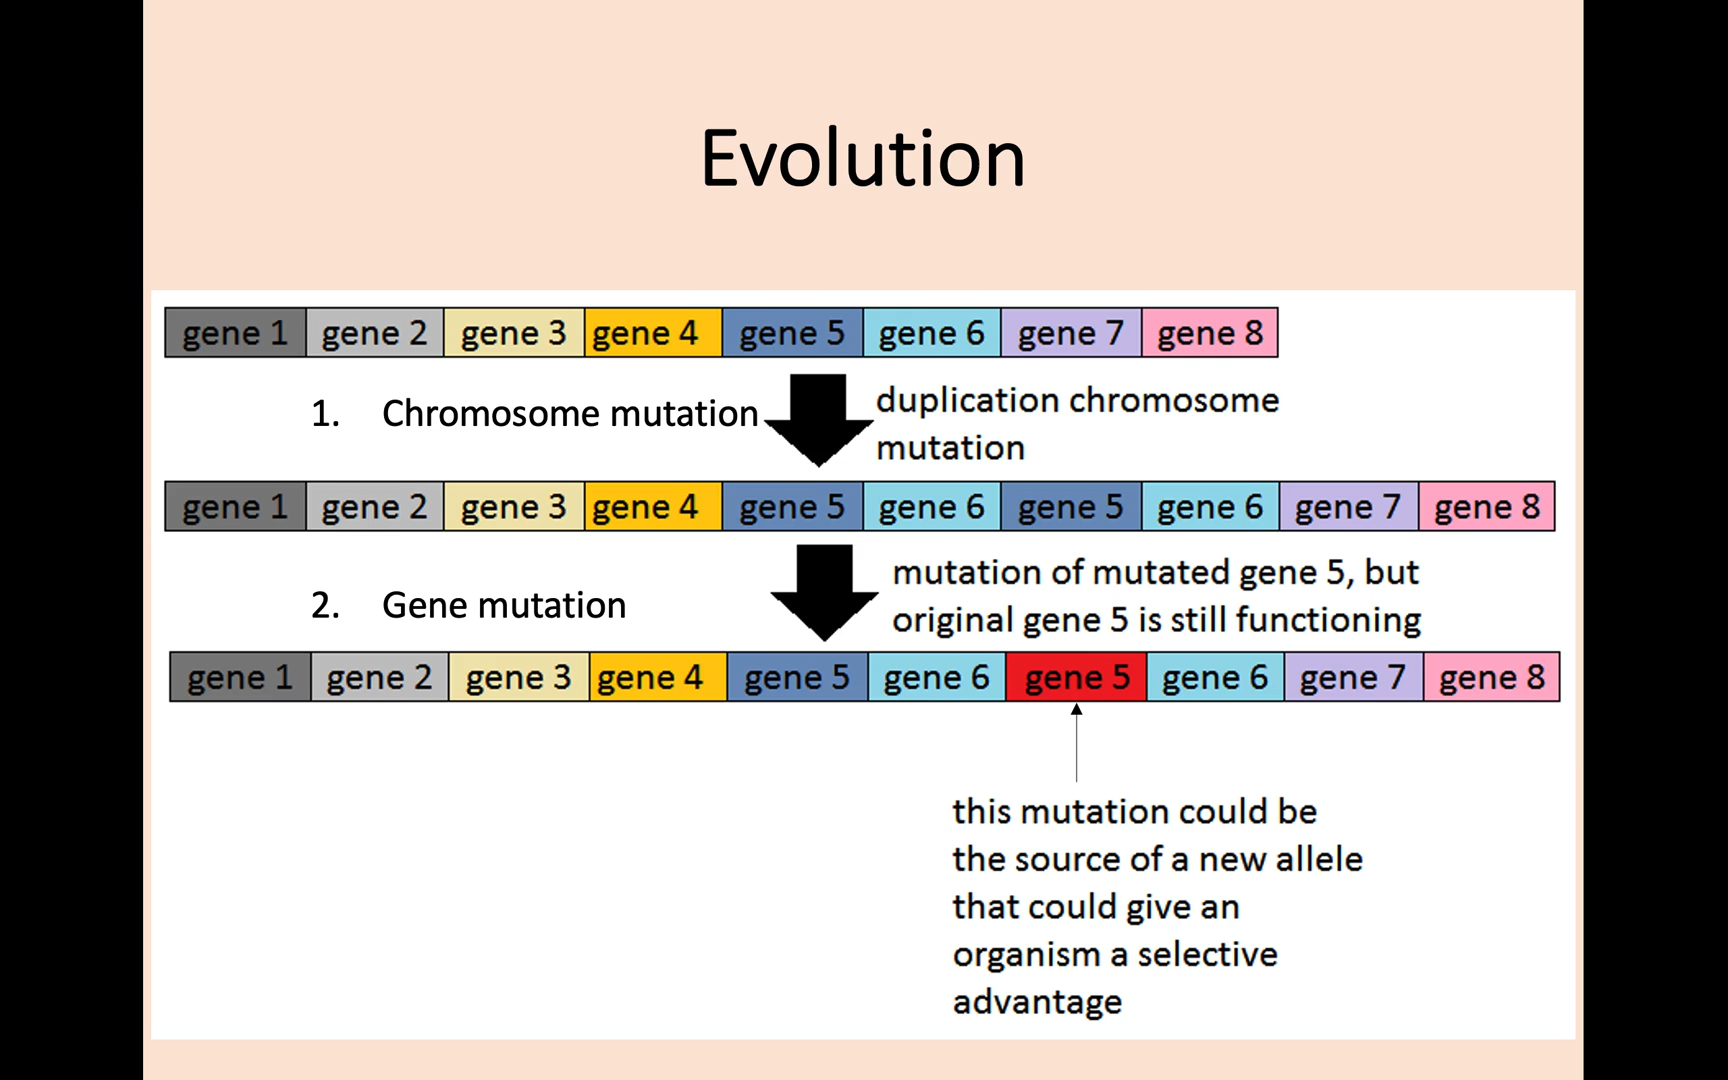 Evolution
gene 1 gene 2 gene 3 gene 4 gene 5 gene 6 gene 7 gene 8
1. Chromosome mutation
duplication chromosome
mutation
gene 1 gene 2 gene 3 gene 4 gene 5 gene 6 gene 5 gene 6 gene 7 gene 8
2. Gene mutation
mutation of mutated gene 5, but
original gene 5 is still functioning
gene 1 gene 2 gene 3 gene 4 gene 5 gene 6 gene 5 gene 6 gene 7 gene 8
this mutation could be
the source of a new allele
that could give an
organism a selective
advantage